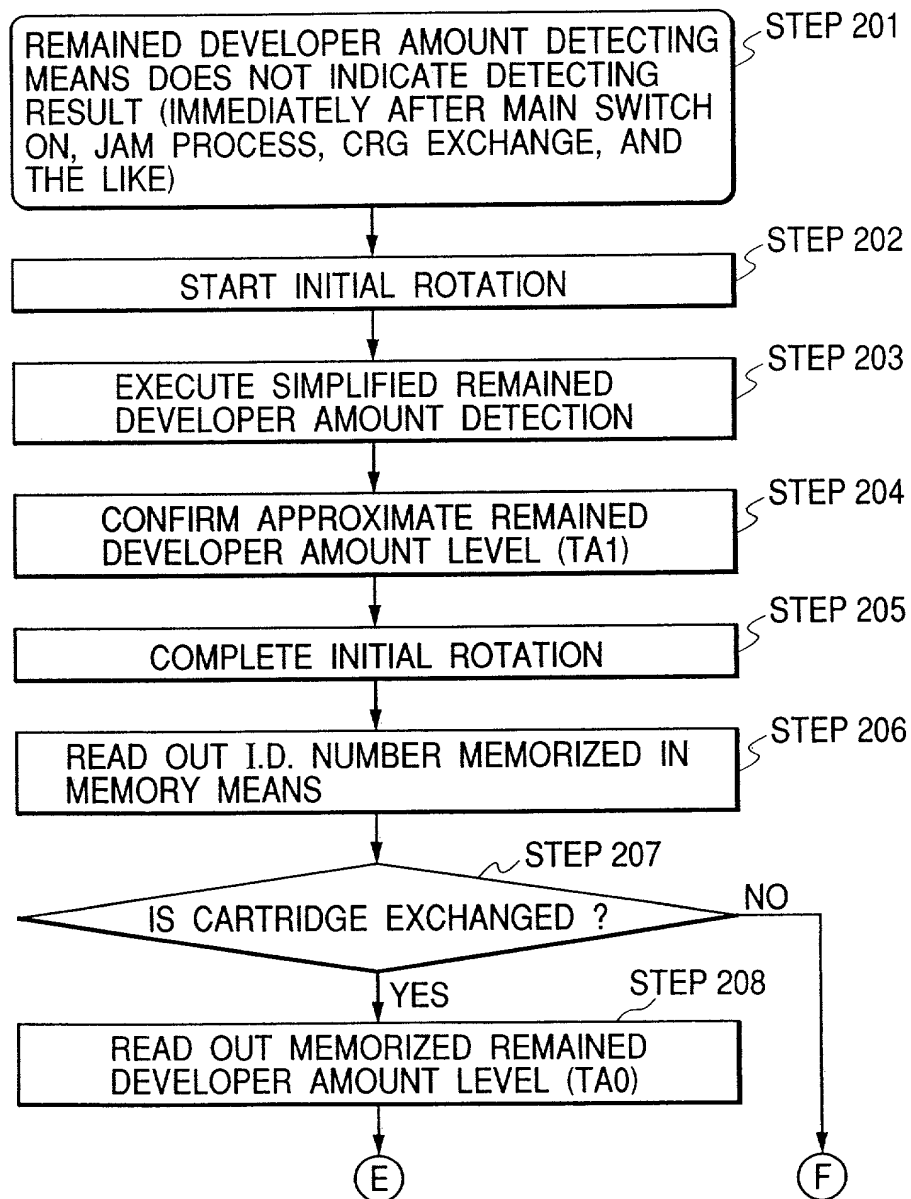 STEP 201
REMAINED DEVELOPER AMOUNT DETECTING
MEANS DOES NOT INDICATE DETECTING
RESULT (IMMEDIATELY AFTER MAIN SWITCH
ON, JAM PROCESS, CRG EXCHANGE, AND
THE LIKE)
STEP 202
START INITIAL ROTATION
STEP 203
EXECUTE SIMPLIFIED REMAINED
DEVELOPER AMOUNT DETECTION
STEP 204
CONFIRM APPROXIMATE REMAINED
DEVELOPER AMOUNT LEVEL (TA1)
STEP 205
COMPLETE INITIAL ROTATION
STEP 206
READ OUT I.D. NUMBER MEMORIZED IN
MEMORY MEANS
STEP 207
IS CARTRIDGE EXCHANGED ?
NO
YES
STEP 208
READ OUT MEMORIZED REMAINED
DEVELOPER AMOUNT LEVEL (TA0)
E
F